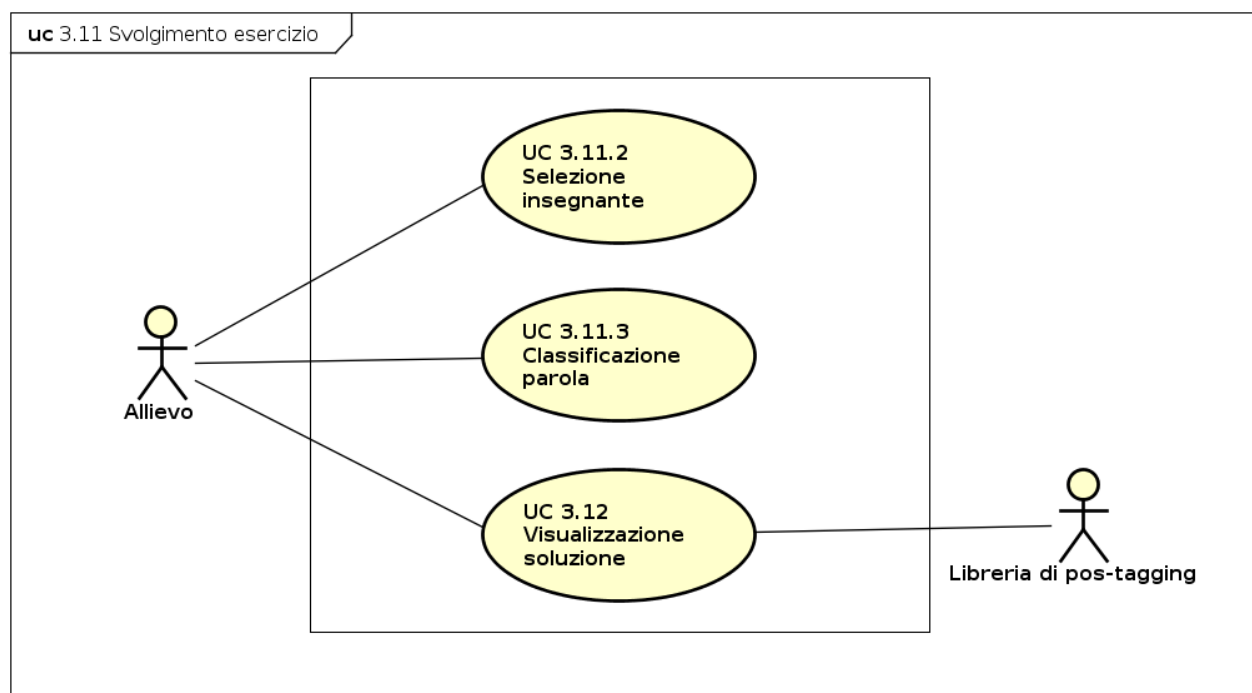 uc 3.11 Svolgimento esercizio
UC 3.11.2
Selezione
insegnante
UC 3.11.3
Classificazione
parola
Allievo
UC 3.12
Visualizzazione
soluzione
Libreria di pos-tagging